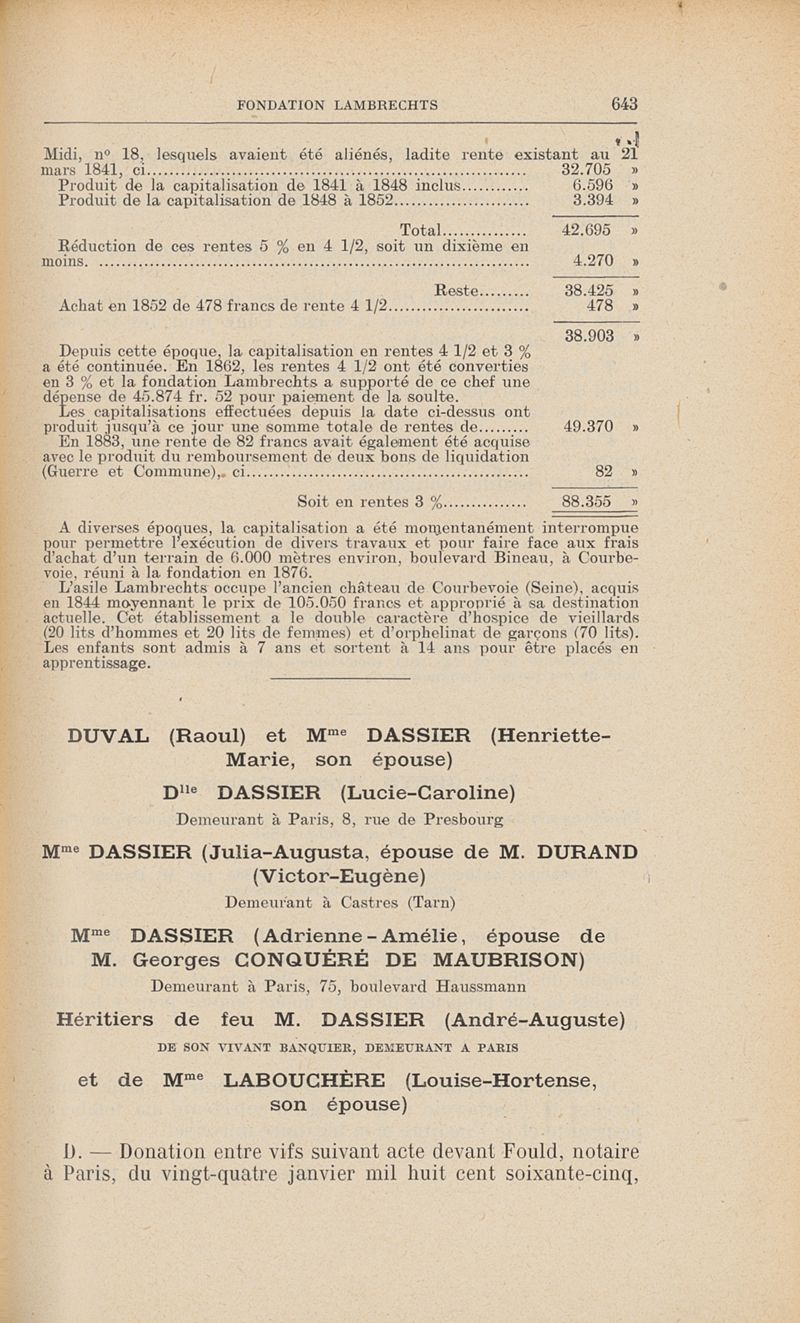 FONDATION LAMBRECHTS 643
Midi, n° 18, lesquels avaient été aliénés, ladite rente existant au 21
mars 1841, ci............ 32.705 »
Produit de la capitalisation de 1841 à 1848 inclus............ 6.596 »
Produit de la capitalisation de 1848 à 1852............ 3.394 »
Total............ 42.695 »
Réduction de ces rentes 5 % en 4 1/2, soit un dixième en
moins. ............ 4.270 »
Reste......... 38.425 »
Achat en 1852 de 478 francs de rente 4 1/2............ 478 »
38.903 »
Depuis cette époque, la capitalisation en rentes 4 1/2 et 3 %
a été continuée. En 1862, les rentes 4 1/2 ont été converties
en 3 % et la fondation Lambrechts a supporté de ce chef une
dépense de 45.874 fr. 52 pour paiement de la soulte.
Les capitalisations effectuées depuis la date ci-dessus ont
produit jusqu'à ce jour une somme totale de rentes de......... 49.370 »
En 1883, une rente de 82 francs avait également été acquise
avec le produit du remboursement de deux bons de liquidation
(Guerre et Commune), ci............ 82 »
Soit en rentes 3 %............ 88.355 »
A diverses époques, la capitalisation a été momentanément interrompue
pour permettre l'exécution de divers travaux et pour faire face aux frais
d'achat d'un terrain de 6.000 mètres environ, boulevard Bineau, à Courbe-
voie, réuni à la fondation en 1876.
L'asile Lambrechts occupe l'ancien château de Courbevoie (Seine), acquis
en 1844 moyennant le prix de 105.050 francs et approprié à sa destination
actuelle. Cet établissement a le double caractère d'hospice de vieillards
(20 lits d'hommes et 20 lits de femmes) et d'orphelinat de garçons (70 lits).
Les enfants sont admis à 7 ans et sortent à 14 ans pour être placés en
apprentissage.
DUVAL (Raoul) et Mme DASSIER (Henriette-
Marie, son épouse)
Dlle DASSIER (Lucie-Caroline)
Demeurant à Paris, 8, rue de Presbourg
Mme DASSIER (Julia-Augusta, épouse de M. DURAND
(Victor-Eugène)
Demeurant à Castres (Tarn)
Mme DASSIER (Adrienne-Amélie, épouse de
M. Georges CONQUÉRÉ DE MAUBRISON)
Demeurant à Paris, 75, boulevard Haussmann
Héritiers de feu M. DASSIER (André-Auguste)
DE SON VIVANT BANQUIER, DEMEURANT A PARIS
et de Mme LABOUCHÈRE (Louise-Hortense,
son épouse)
D. — Donation entre vifs suivant acte devant Fould, notaire
à Paris, du vingt-quatre janvier mil huit cent soixante-cinq,